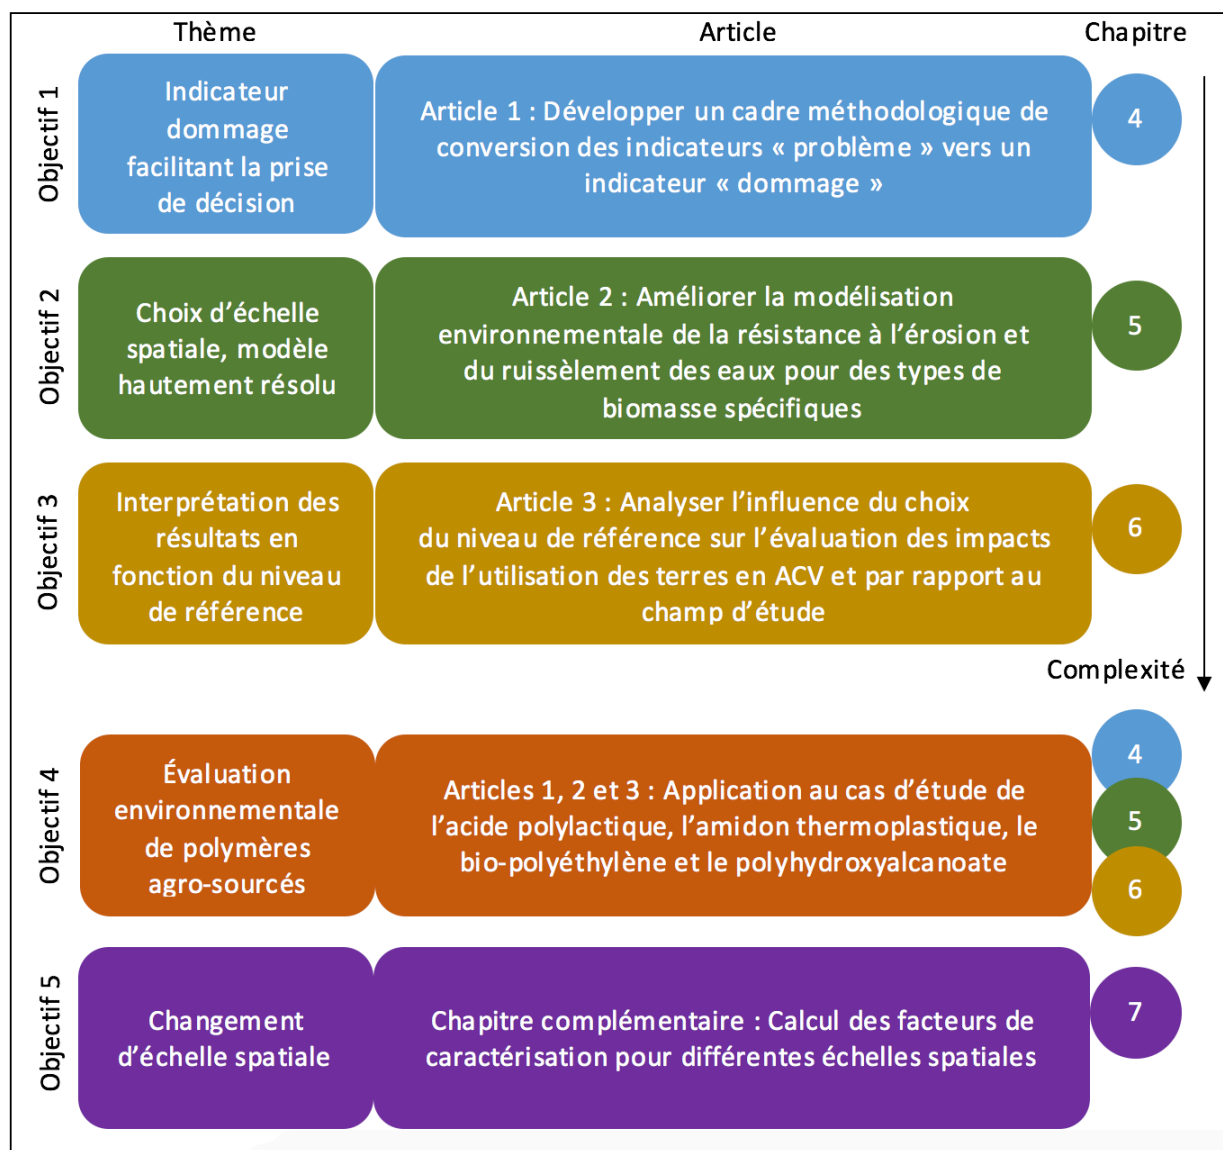 Thème
Article
Chapitre
Objectif 1
Indicateur
dommage
facilitant la prise
de décision
Article 1 : Développer un cadre méthodologique de
conversion des indicateurs « problème » vers un
indicateur « dommage »
4
Objectif 2
Choix d’échelle
spatiale, modèle
hautement résolu
Article 2 : Améliorer la modélisation
environnementale de la résistance à l’érosion et
du ruissèlement des eaux pour des types de
biomasse spécifiques
5
Objectif 3
Interprétation des
résultats en
fonction du niveau
de référence
Article 3 : Analyser l’influence du choix
du niveau de référence sur l’évaluation des impacts
de l’utilisation des terres en ACV et par rapport au
champ d’étude
6
Complexité
Objectif 4
Évaluation
environnementale
de polymères
agro-sourcés
Articles 1, 2 et 3 : Application au cas d’étude de
l’acide polylactique, l’amidon thermoplastique, le
bio-polyéthylène et le polyhydroxyalcanoate
4
5
6
Objectif 5
Changement
d’échelle spatiale
Chapitre complémentaire : Calcul des facteurs de
caractérisation pour différentes échelles spatiales
7